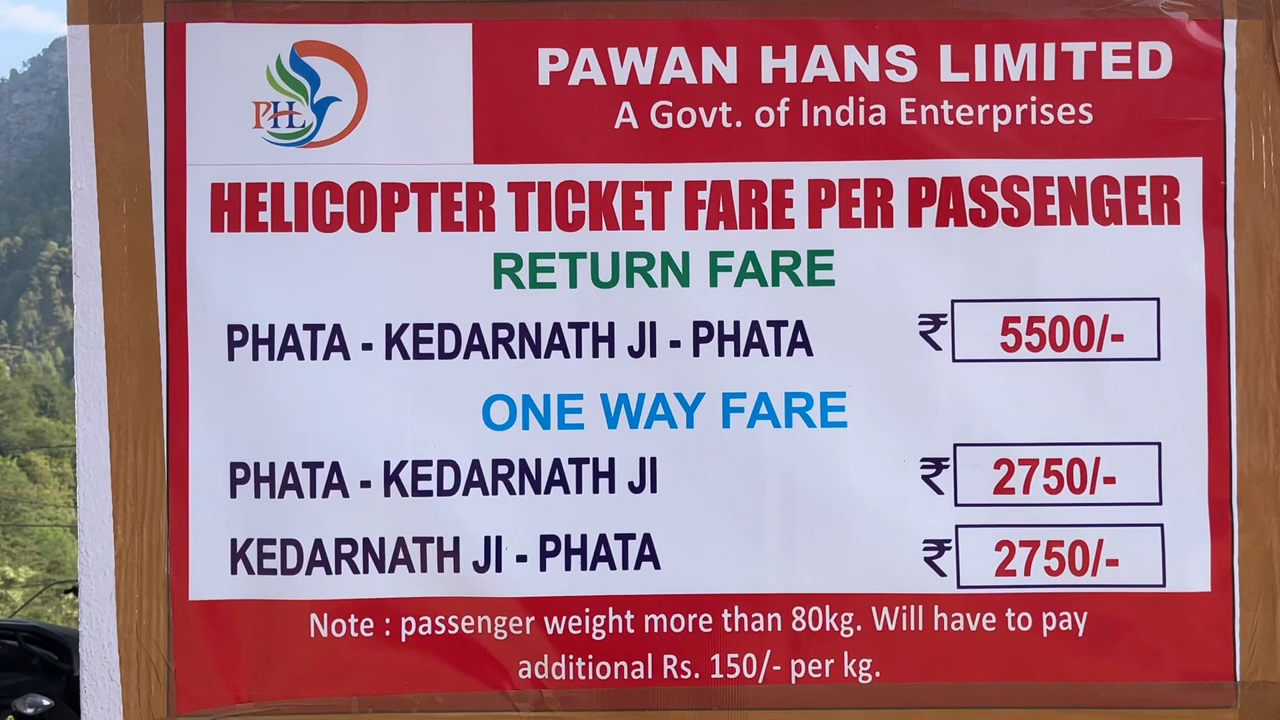 PHL
PAWAN HANS LIMITED
A Govt. of India Enterprises
HELICOPTER TICKET FARE PER PASSENGER
RETURN FARE
PHATA - KEDARNATH JI - PHATA ₹ 5500/-
ONE WAY FARE
PHATA - KEDARNATH JI ₹ 2750/-
KEDARNATH JI - PHATA ₹ 2750/-
Note : passenger weight more than 80kg. Will have to pay
additional Rs. 150/- per kg.